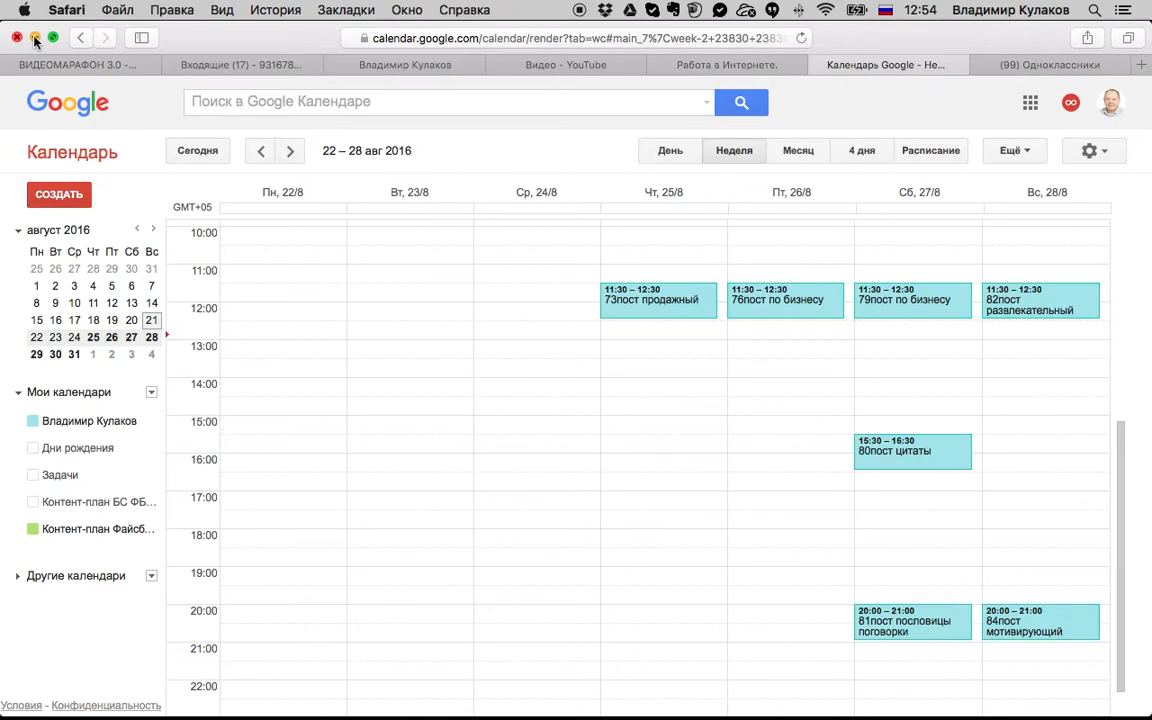 Safari Файл Правка Вид История Закладки Окно Справка 12:54 Владимир Кулаков
calendar.google.com/calendar/render?tab=wc#main_7%7Cweek-2+23830+2383
ВИДЕОМАРАФОН 3.0 -... Входящие (17) - 931678... Владимир Кулаков Видео - YouTube Работа в Интернете. Календарь Google - Не... (99) Одноклассники
Google Поиск в Google Календаре
Календарь Сегодня 22 – 28 авг 2016 День Неделя Месяц 4 дня Расписание Ещё
СОЗДАТЬ
Пн, 22/8 Вт, 23/8 Ср, 24/8 Чт, 25/8 Пт, 26/8 Сб, 27/8 Вс, 28/8
GMT+05
август 2016
Пн Вт Ср Чт Пт Сб Вс
25 26 27 28 29 30 31
1 2 3 4 5 6 7
8 9 10 11 12 13 14
15 16 17 18 19 20 21
22 23 24 25 26 27 28
29 30 31 1 2 3 4
Мои календари
Владимир Кулаков
Дни рождения
Задачи
Контент-план БС ФБ...
Контент-план Файсб...
Другие календари
Условия - Конфиденциальность
10:00
11:00
12:00
13:00
14:00
15:00
16:00
17:00
18:00
19:00
20:00
21:00
22:00
11:30 – 12:30
73пост продажный
11:30 – 12:30
76пост по бизнесу
11:30 – 12:30
79пост по бизнесу
11:30 – 12:30
82пост
развлекательный
15:30 – 16:30
80пост цитаты
20:00 – 21:00
81пост пословицы
поговорки
20:00 – 21:00
84пост
мотивирующий